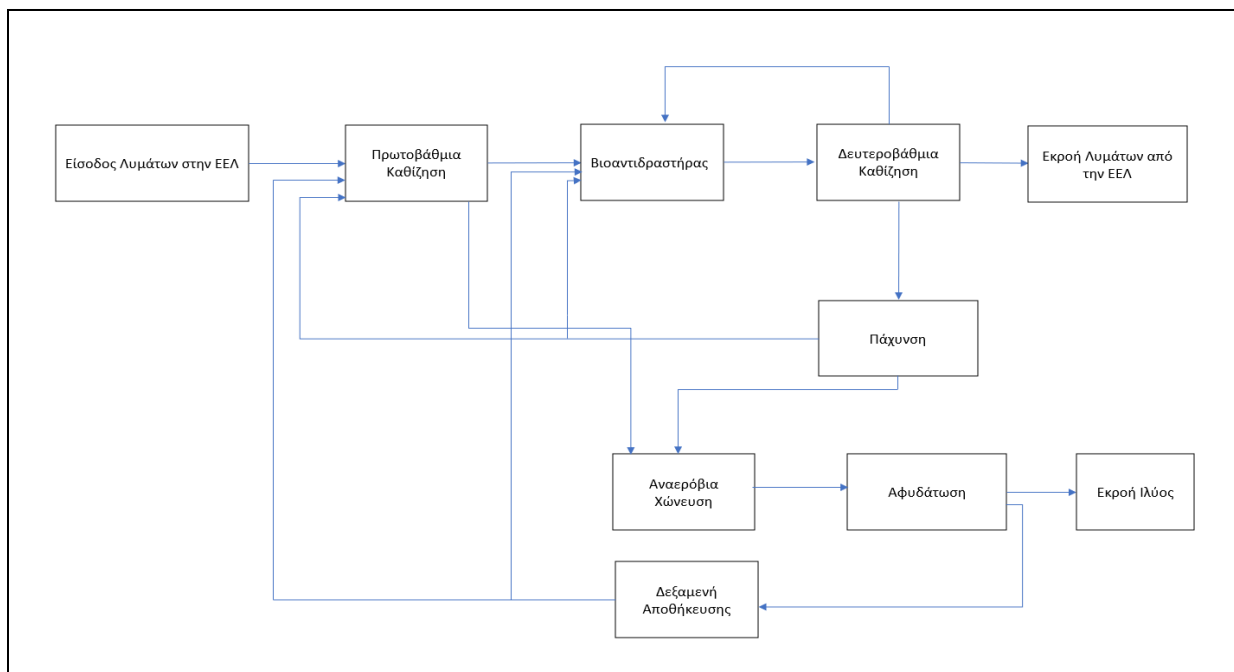 Είσοδος Λυμάτων στην ΕΕΛ
Πρωτοβάθμια
Καθίζηση
Βιοαντιδραστήρας
Δευτεροβάθμια
Καθίζηση
Εκροή Λυμάτων από
την ΕΕΛ
Πάχυνση
Αναερόβια
Χώνευση
Αφυδάτωση
Εκροή Ιλύος
Δεξαμενή
Αποθήκευσης